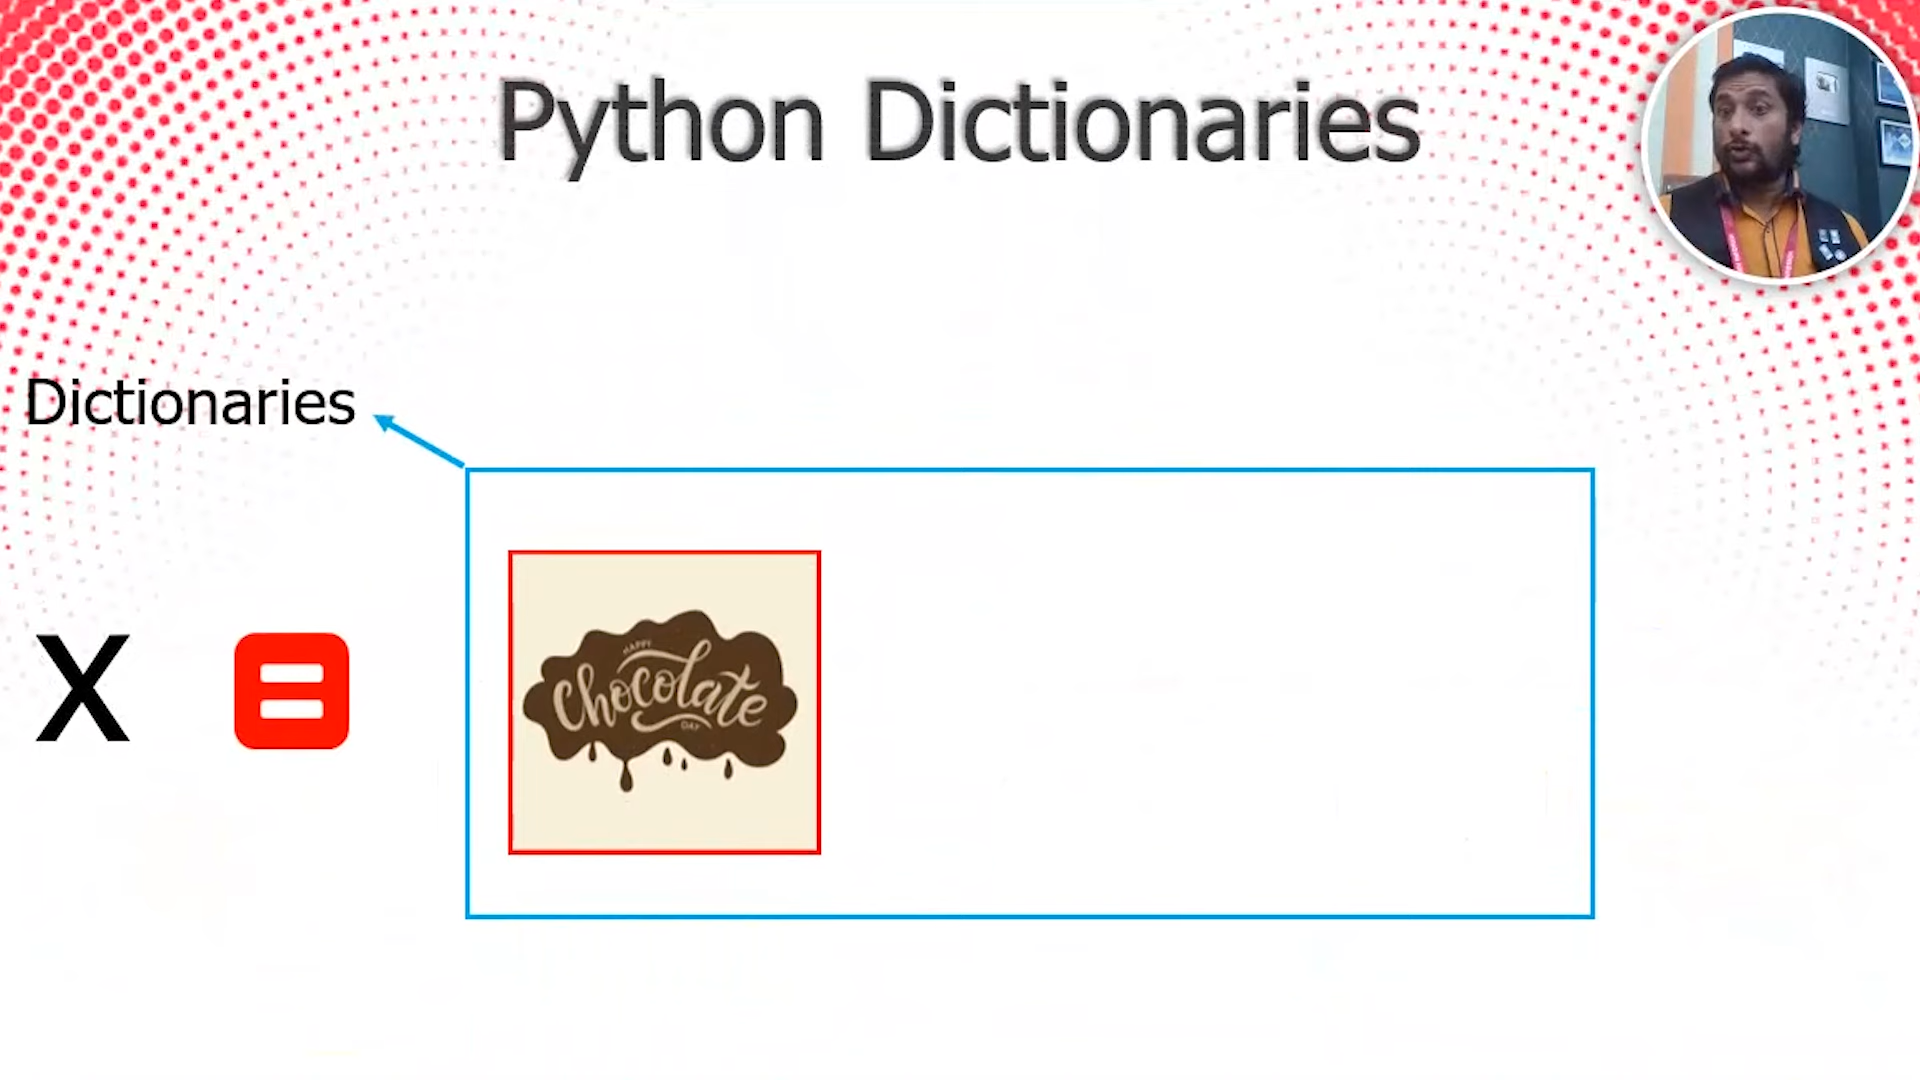 Python Dictionaries
Dictionaries
X =
HAPPY
Chocolate
DAY